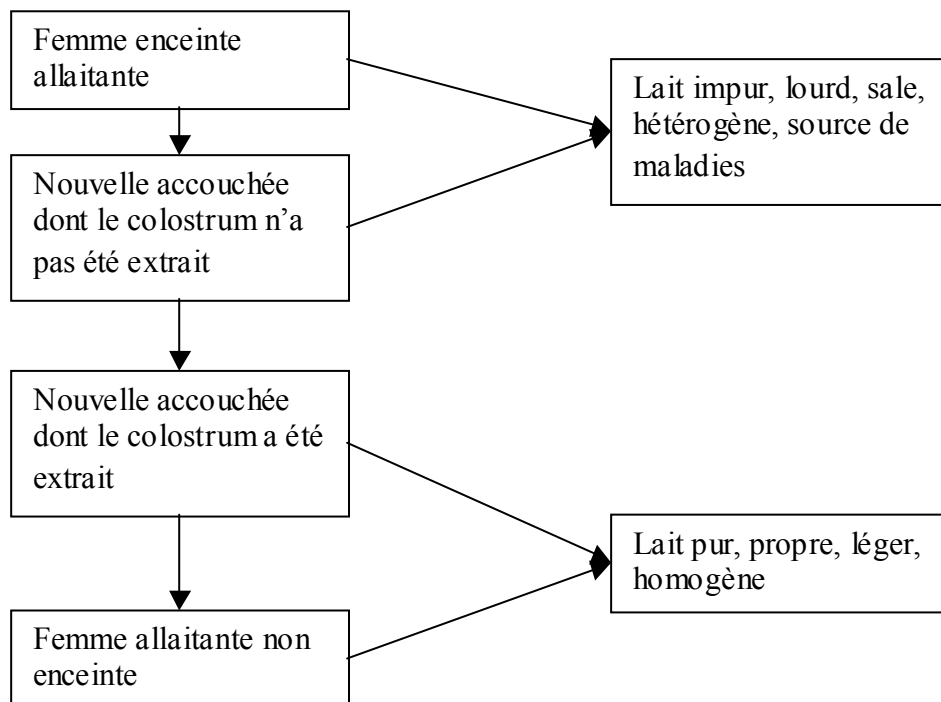 Femme enceinte
allaitante
Lait impur, lourd, sale,
hétérogène, source de
maladies
Nouvelle accouchée
dont le colostrum n’a
pas été extrait
Nouvelle accouchée
dont le colostrum a été
extrait
Lait pur, propre, léger,
homogène
Femme allaitante non
enceinte